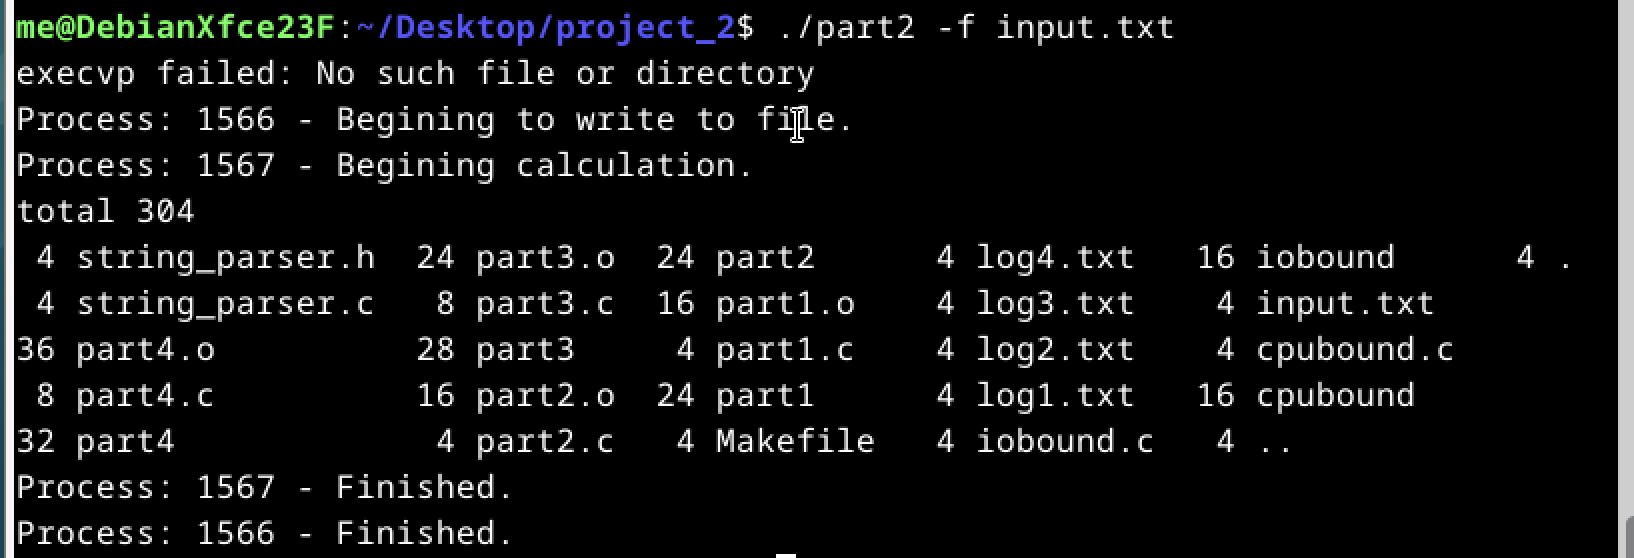 me@DebianXfce23F:~/Desktop/project_2$ ./part2 -f input.txt
execvp failed: No such file or directory
Process: 1566 - Begining to write to file.
Process: 1567 - Begining calculation.
total 304
 4 string_parser.h  24 part3.o  24 part2      4 log4.txt   16 iobound      4 .
 4 string_parser.c   8 part3.c  16 part1.o    4 log3.txt    4 input.txt
36 part4.o          28 part3     4 part1.c    4 log2.txt    4 cpubound.c
 8 part4.c          16 part2.o  24 part1      4 log1.txt   16 cpubound
32 part4             4 part2.c   4 Makefile   4 iobound.c   4 ..
Process: 1567 - Finished.
Process: 1566 - Finished.